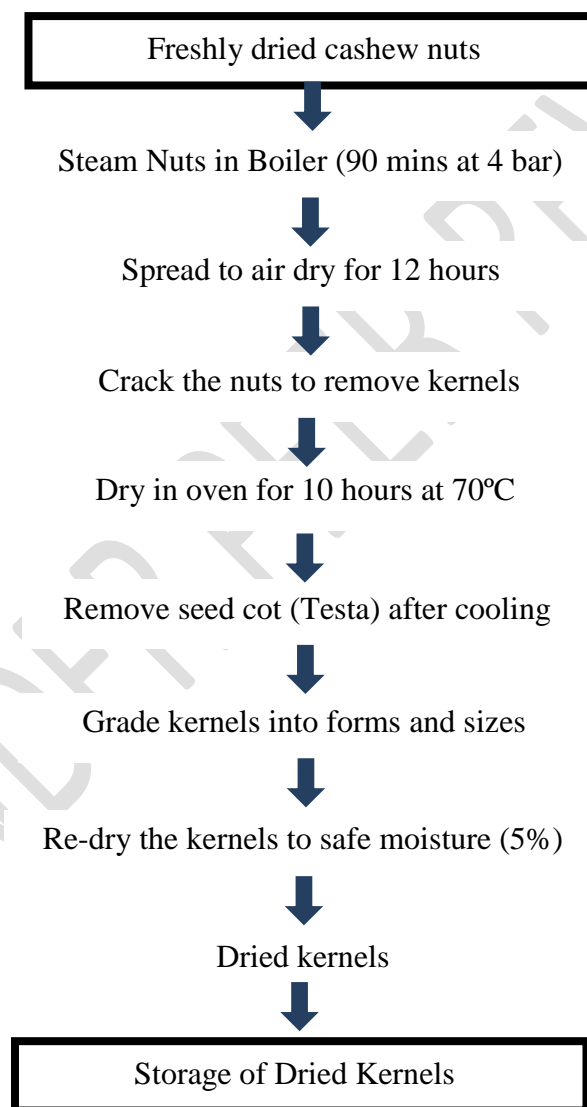 Freshly dried cashew nuts
Steam Nuts in Boiler (90 mins at 4 bar)
Spread to air dry for 12 hours
Crack the nuts to remove kernels
Dry in oven for 10 hours at 70ºC
Remove seed cot (Testa) after cooling
Grade kernels into forms and sizes
Re-dry the kernels to safe moisture (5%)
Dried kernels
Storage of Dried Kernels